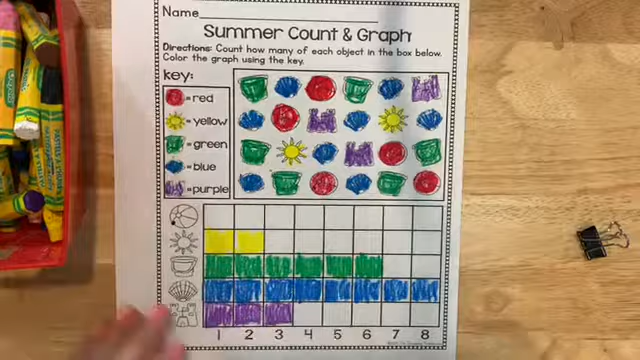 Name
Summer Count & Graph
Directions: Count how many of each object in the box below.
Color the graph using the key.
key:
=red
=yellow
=green
=blue
=purple
1 2 3 4 5 6 7 8